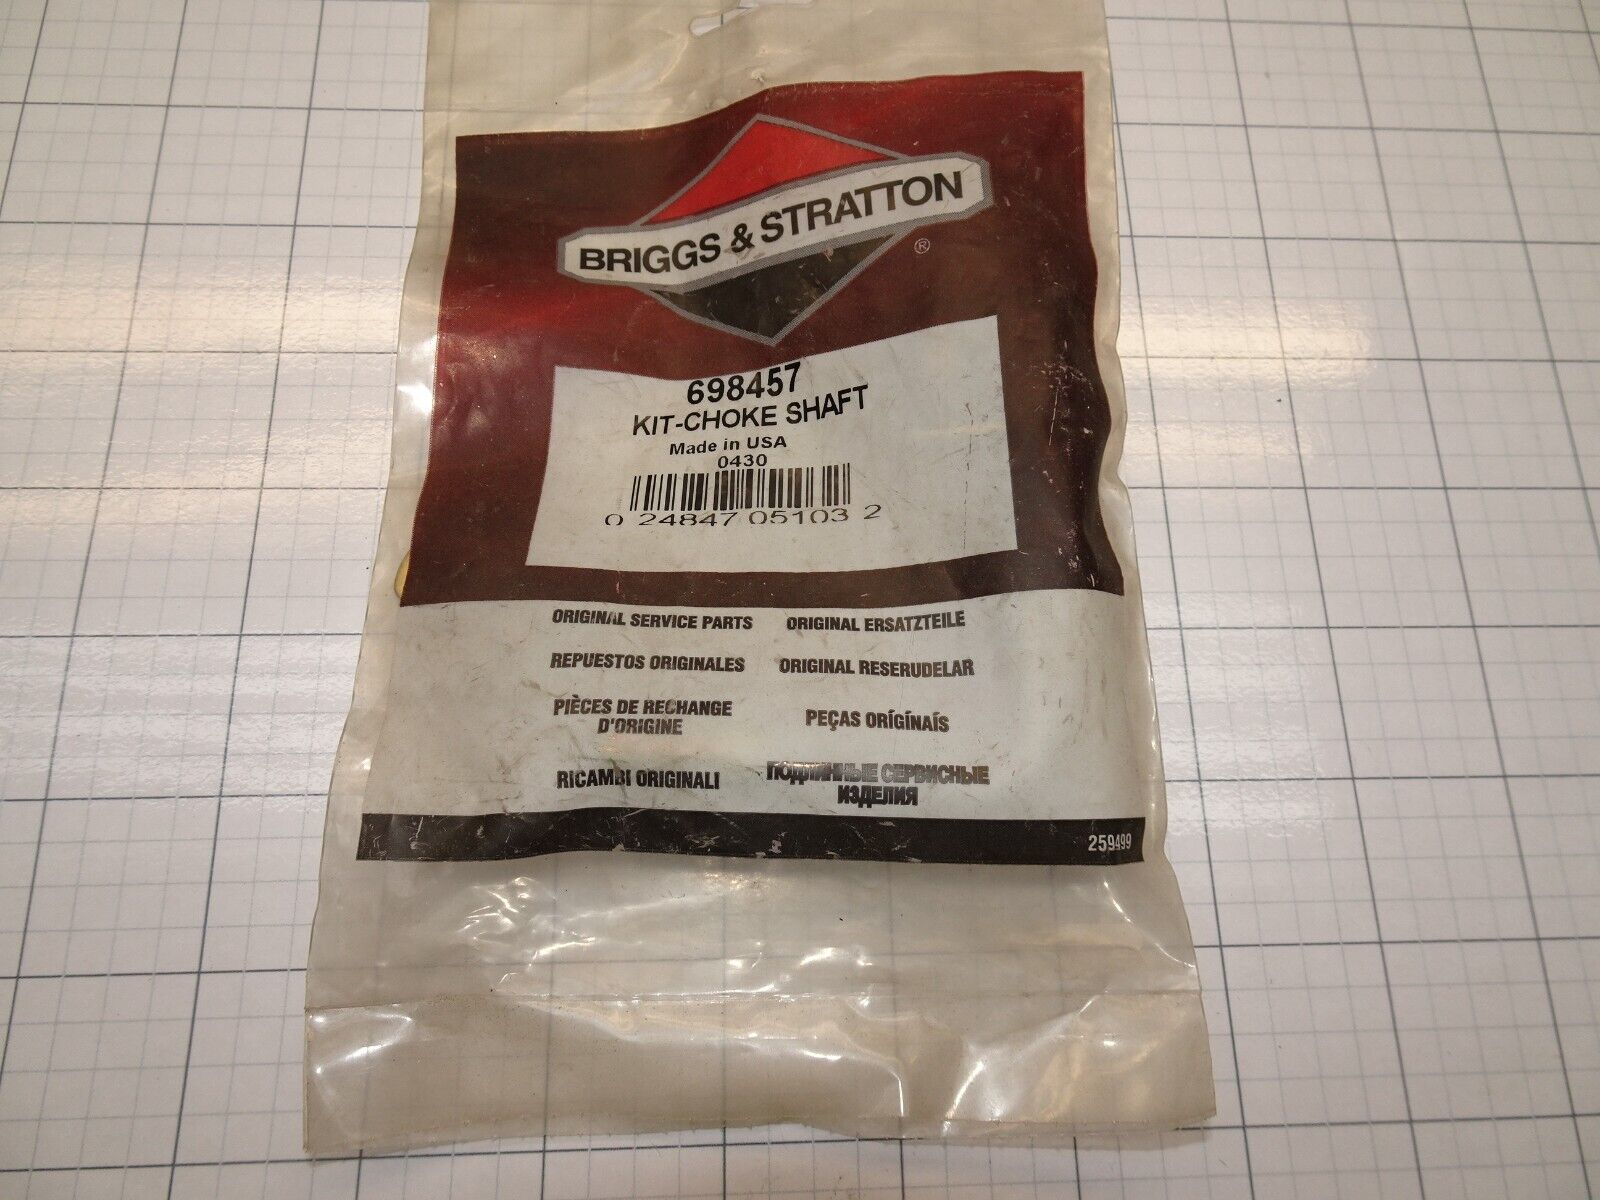 BRIGGS & STRATTON
®
698457
KIT-CHOKE SHAFT
Made in USA
0430
0 24847 05103 2
ORIGINAL SERVICE PARTS
ORIGINAL ERSATZTEILE
REPUESTOS ORIGINALES
ORIGINAL RESERUDELAR
PIÈCES DE RECHANGE
D'ORIGINE
PEÇAS ORÍGÍNAÍS
RICAMBI ORIGINALI
ПОДЛИННЫЕ СЕРВИСНЫЕ
ИЗДЕЛИЯ
259499